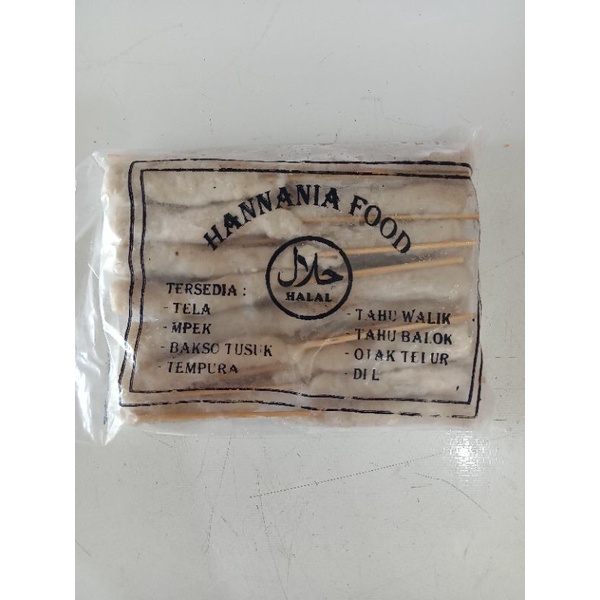 HANNANIA FOOD
حلال
HALAL
TERSEDIA :
- TELA
- MPEK
- BAKSO TUSUK
- TEMPURA
- TAHU WALIK
TAHU BALOK
- OTAK TELUR
- DLL